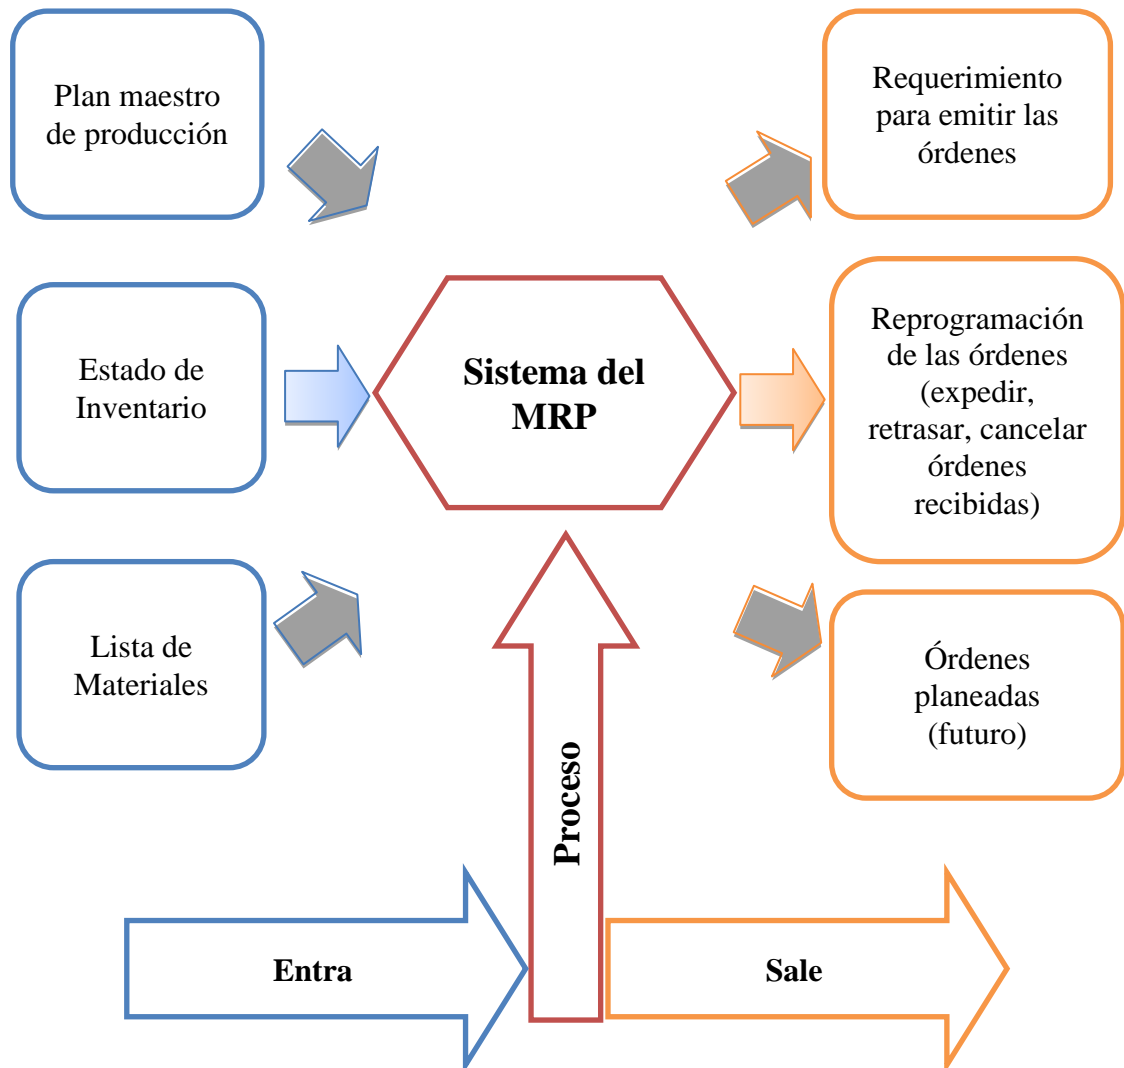 Plan maestro
de producción
Estado de
Inventario
Lista de
Materiales
Sistema del
MRP
Requerimiento
para emitir las
órdenes
Reprogramación
de las órdenes
(expedir,
retrasar, cancelar
órdenes
recibidas)
Órdenes
planeadas
(futuro)
Proceso
Entra
Sale